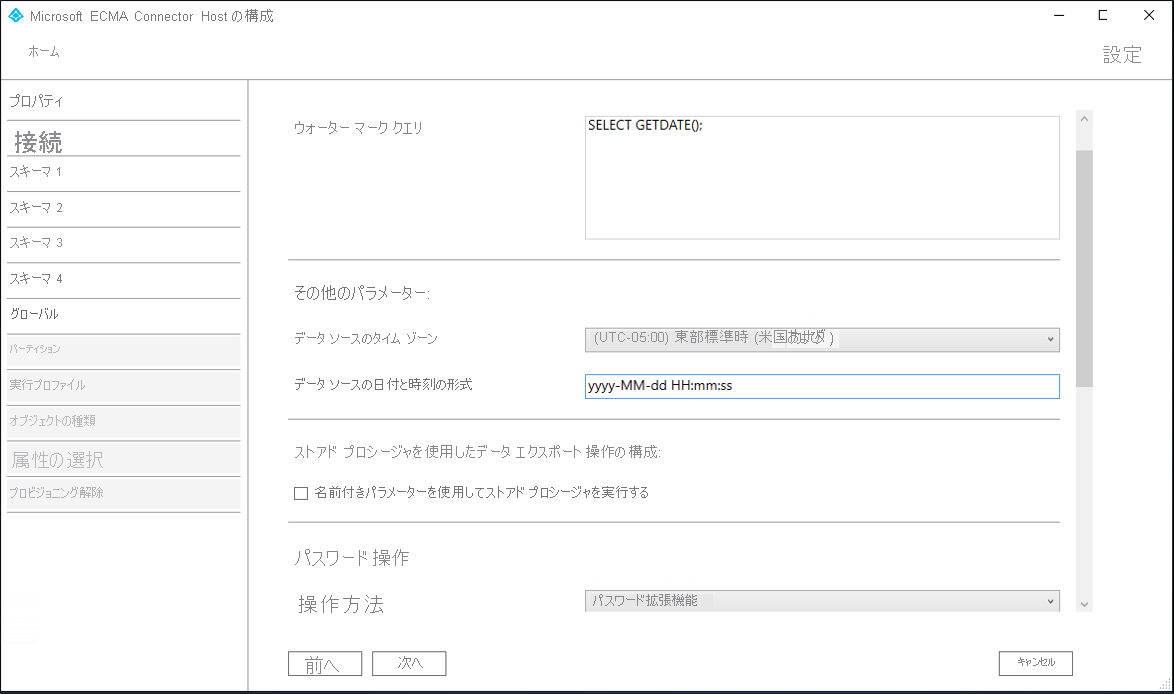 Microsoft ECMA Connector Host の構成
ホーム
設定
プロパティ
接続
スキーマ 1
スキーマ 2
スキーマ 3
スキーマ 4
グローバル
パーティション
実行プロファイル
オブジェクトの種類
属性の選択
プロビジョニング解除
ウォーター マーク クエリ
SELECT GETDATE();
その他のパラメーター:
データ ソースのタイム ゾーン
(UTC-05:00) 東部標準時 (米国
データ ソースの日付と時刻の形式
yyyy-MM-dd HH:mm:ss
ストアド プロシージャを使用したデータ エクスポート 操作の構成:
名前付きパラメーターを使用してストアド プロシージャを実行する
パスワード 操作
操作方法
パスワード拡張機能
前へ
次へ
キャンセル